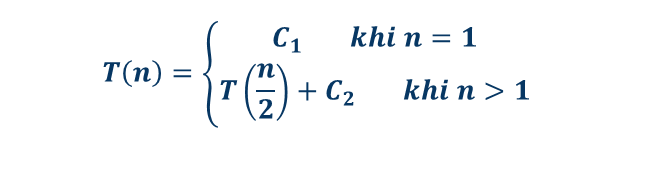 T(n) = { C₁ khi n = 1
T(n/2) + C₂ khi n > 1